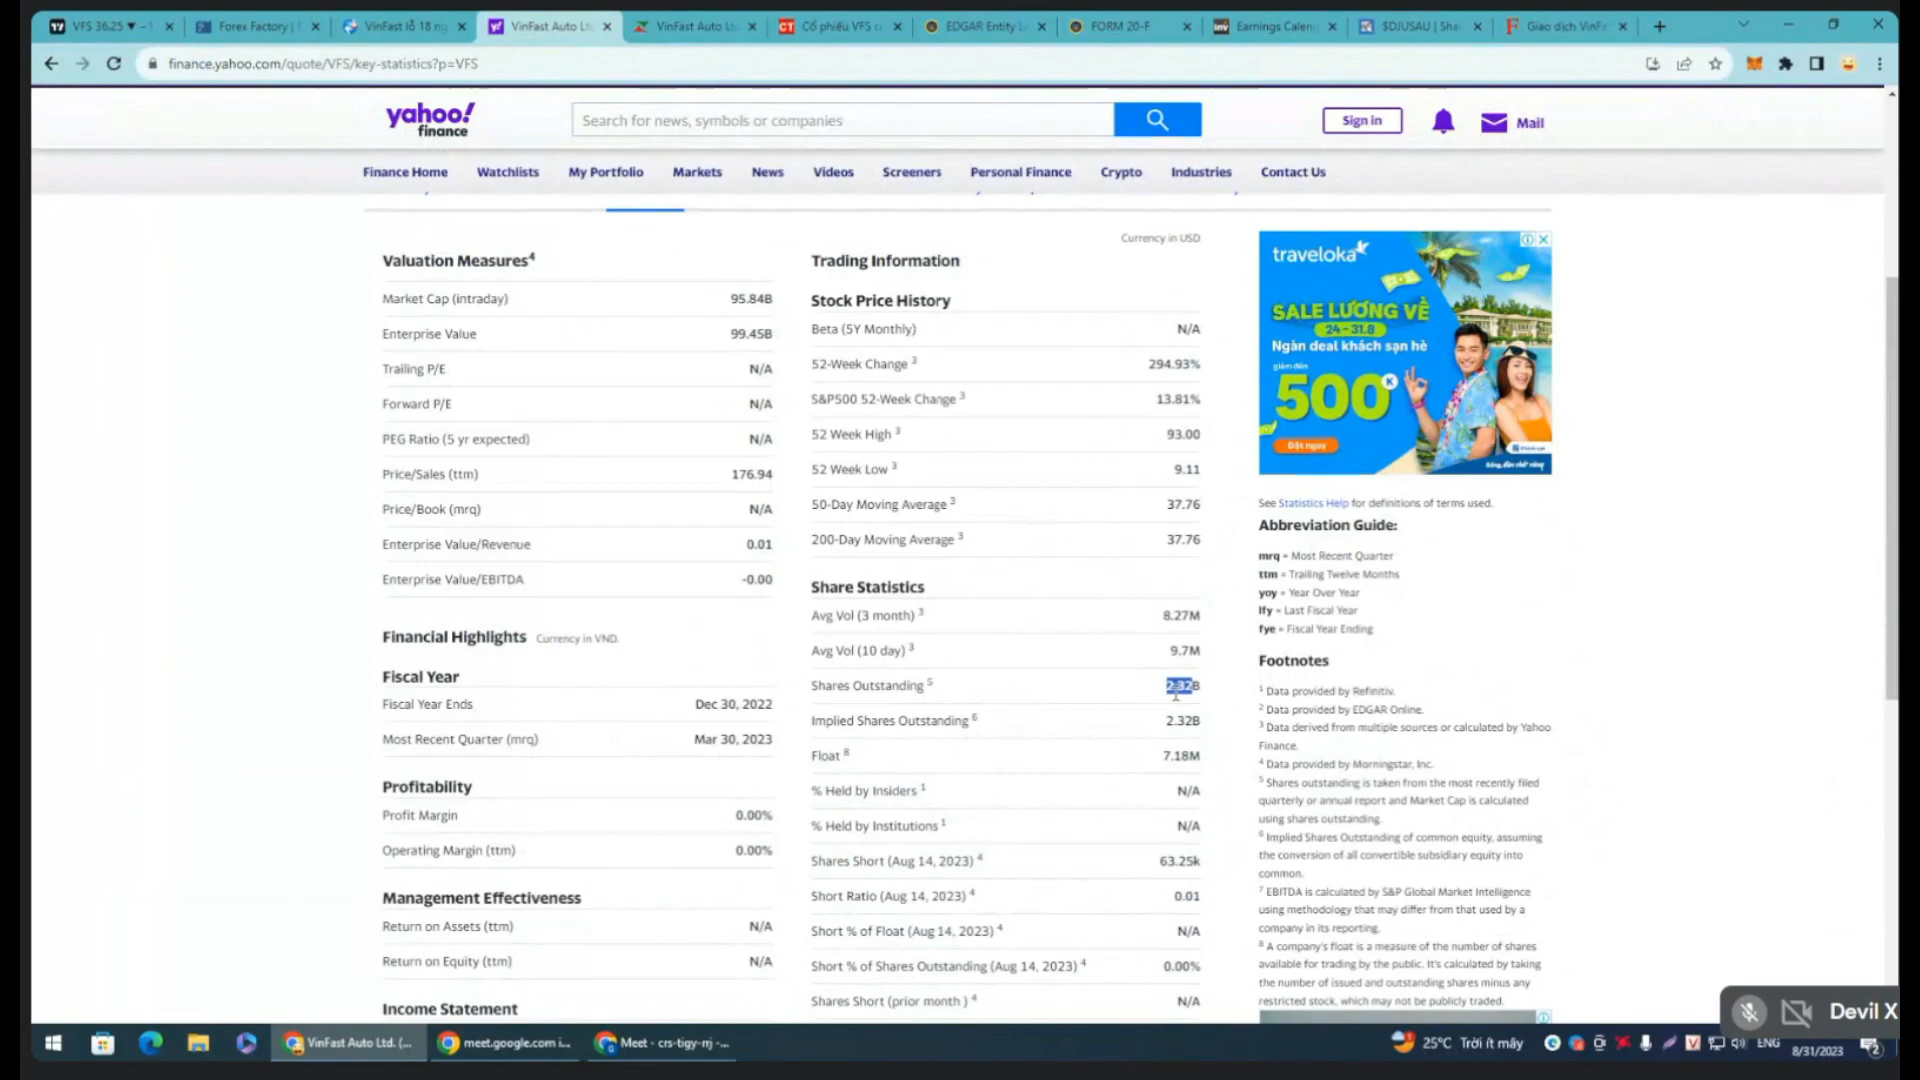 VFS 36.25 ▼ −1
Forex Factory | E
VinFast lỗ 18 ng
VinFast Auto Lt
VinFast Auto Lt
Cổ phiếu VFS c
EDGAR Entity L
FORM 20-F
Earnings Calen
$DJUSAU | Sha
Giao dịch VinFa
finance.yahoo.com/quote/VFS/key-statistics?p=VFS
yahoo!
finance
Search for news, symbols or companies
Sign in
Mail
Finance Home Watchlists My Portfolio Markets News Videos Screeners Personal Finance Crypto Industries Contact Us
Currency in USD
Valuation Measures4
Market Cap (intraday) 95.84B
Enterprise Value 99.45B
Trailing P/E N/A
Forward P/E N/A
PEG Ratio (5 yr expected) N/A
Price/Sales (ttm) 176.94
Price/Book (mrq) N/A
Enterprise Value/Revenue 0.01
Enterprise Value/EBITDA -0.00
Financial Highlights Currency in VND.
Fiscal Year
Fiscal Year Ends Dec 30, 2022
Most Recent Quarter (mrq) Mar 30, 2023
Profitability
Profit Margin 0.00%
Operating Margin (ttm) 0.00%
Management Effectiveness
Return on Assets (ttm) N/A
Return on Equity (ttm) N/A
Income Statement
Trading Information
Stock Price History
Beta (5Y Monthly) N/A
52-Week Change 3 294.93%
S&P500 52-Week Change 3 13.81%
52 Week High 3 93.00
52 Week Low 3 9.11
50-Day Moving Average 3 37.76
200-Day Moving Average 3 37.76
Share Statistics
Avg Vol (3 month) 3 8.27M
Avg Vol (10 day) 3 9.7M
Shares Outstanding 5 2.32B
Implied Shares Outstanding 6 2.32B
Float 8 7.18M
% Held by Insiders 1 N/A
% Held by Institutions 1 N/A
Shares Short (Aug 14, 2023) 4 63.25k
Short Ratio (Aug 14, 2023) 4 0.01
Short % of Float (Aug 14, 2023) 4 N/A
Short % of Shares Outstanding (Aug 14, 2023) 4 0.00%
Shares Short (prior month ) 4 N/A
traveloka
SALE LƯƠNG VỀ
24-31.8
Ngàn deal khách sạn hè
giảm đến
500K
Đặt ngay
See Statistics Help for definitions of terms used.
Abbreviation Guide:
mrq = Most Recent Quarter
ttm = Trailing Twelve Months
yoy = Year Over Year
lfy = Last Fiscal Year
fye = Fiscal Year Ending
Footnotes
1 Data provided by Refinitiv.
2 Data provided by EDGAR Online.
3 Data derived from multiple sources or calculated by Yahoo
Finance.
4 Data provided by Morningstar, Inc.
5 Shares outstanding is taken from the most recently filed
quarterly or annual report and Market Cap is calculated
using shares outstanding.
6 Implied Shares Outstanding of common equity, assuming
the conversion of all convertible subsidiary equity into
common.
7 EBITDA is calculated by S&P Global Market Intelligence
using methodology that may differ from that used by a
company in its reporting.
8 A company's float is a measure of the number of shares
available for trading by the public. It's calculated by taking
the number of issued and outstanding shares minus any
restricted stock, which may not be publicly traded.
Devil X
VinFast Auto Ltd. (...
meet.google.com i...
Meet - crs-tigy-rrj -...
25°C Trời ít mây
ENG
8/31/2023
2